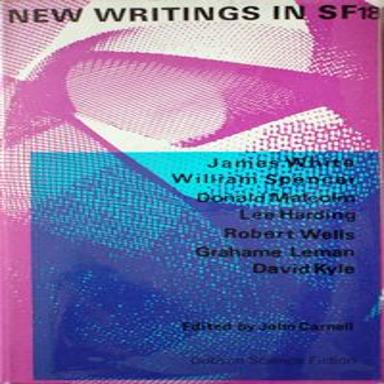 NEW WRITINGS IN SF18
James White
William Spencer
Donald Malcolm
Lee Harding
Robert Wells
Grahame Leman
David Kyle
Edited by John Carnell
Dobson Science Fiction